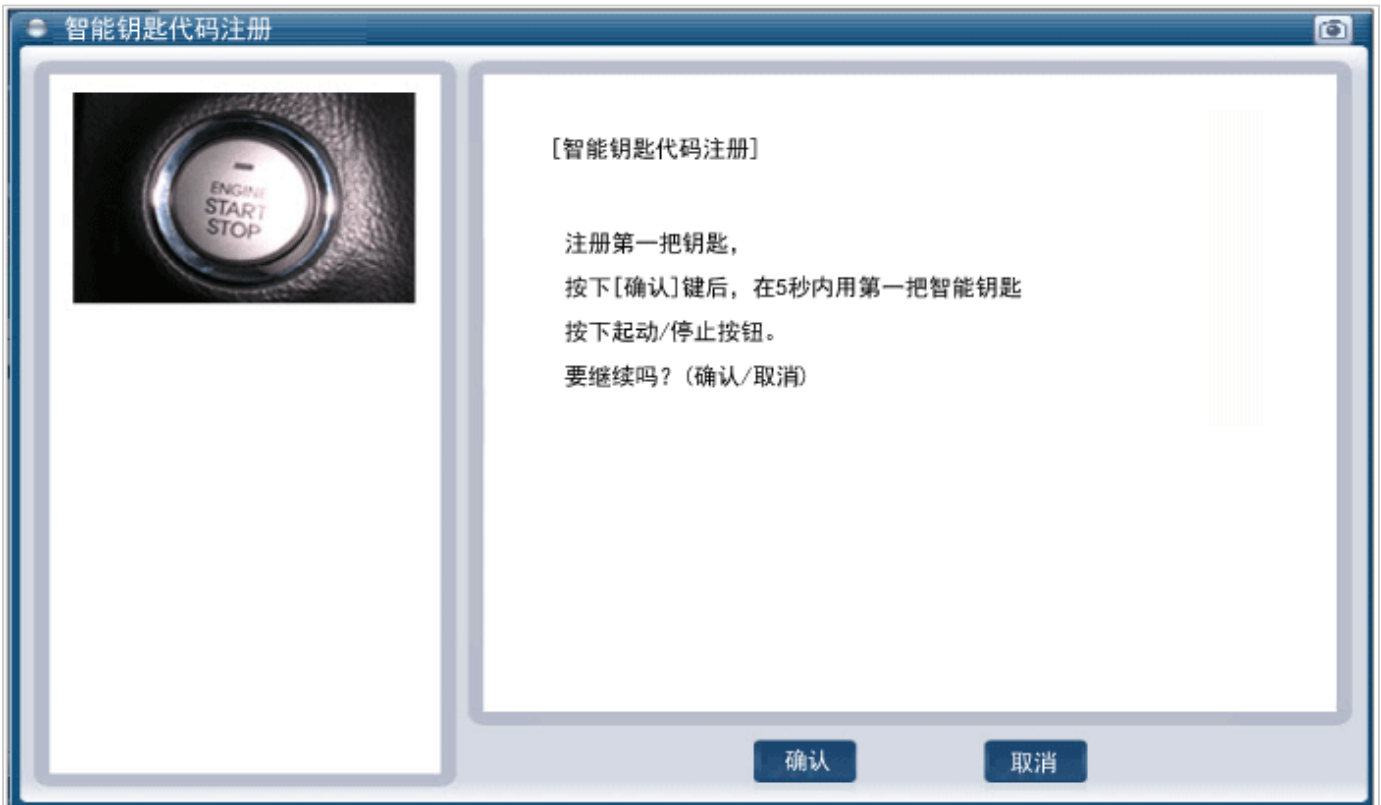 智能钥匙代码注册
ENGINE
START
STOP
[智能钥匙代码注册]
注册第一把钥匙，
按下[确认]键后，在5秒内用第一把智能钥匙
按下起动/停止按钮。
要继续吗？(确认/取消)
确认
取消